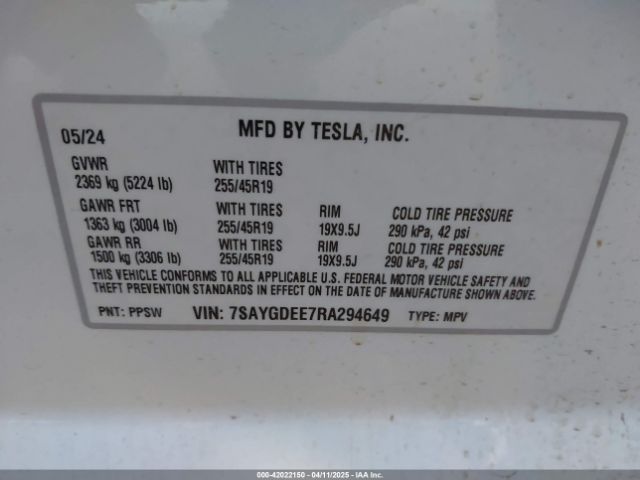 05/24 MFD BY TESLA, INC.
GVWR WITH TIRES
2369 kg (5224 lb) 255/45R19
GAWR FRT WITH TIRES RIM COLD TIRE PRESSURE
1363 kg (3004 lb) 255/45R19 19X9.5J 290 kPa, 42 psi
GAWR RR WITH TIRES RIM COLD TIRE PRESSURE
1500 kg (3306 lb) 255/45R19 19X9.5J 290 kPa, 42 psi
THIS VEHICLE CONFORMS TO ALL APPLICABLE U.S. FEDERAL MOTOR VEHICLE SAFETY AND
THEFT PREVENTION STANDARDS IN EFFECT ON THE DATE OF MANUFACTURE SHOWN ABOVE.
PNT: PPSW VIN: 7SAYGDEE7RA294649 TYPE: MPV
000-42022150 - 04/11/2025 - IAA Inc.